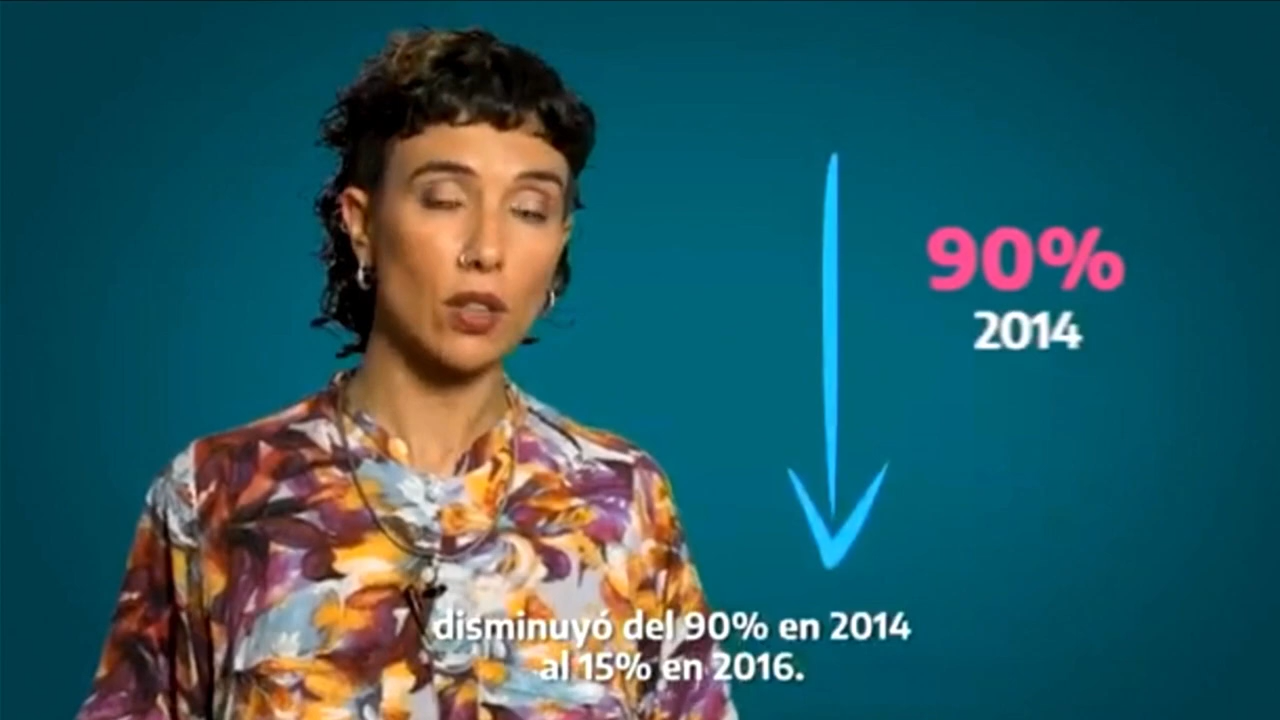 90%
2014
disminuyó del 90% en 2014
al 15% en 2016.